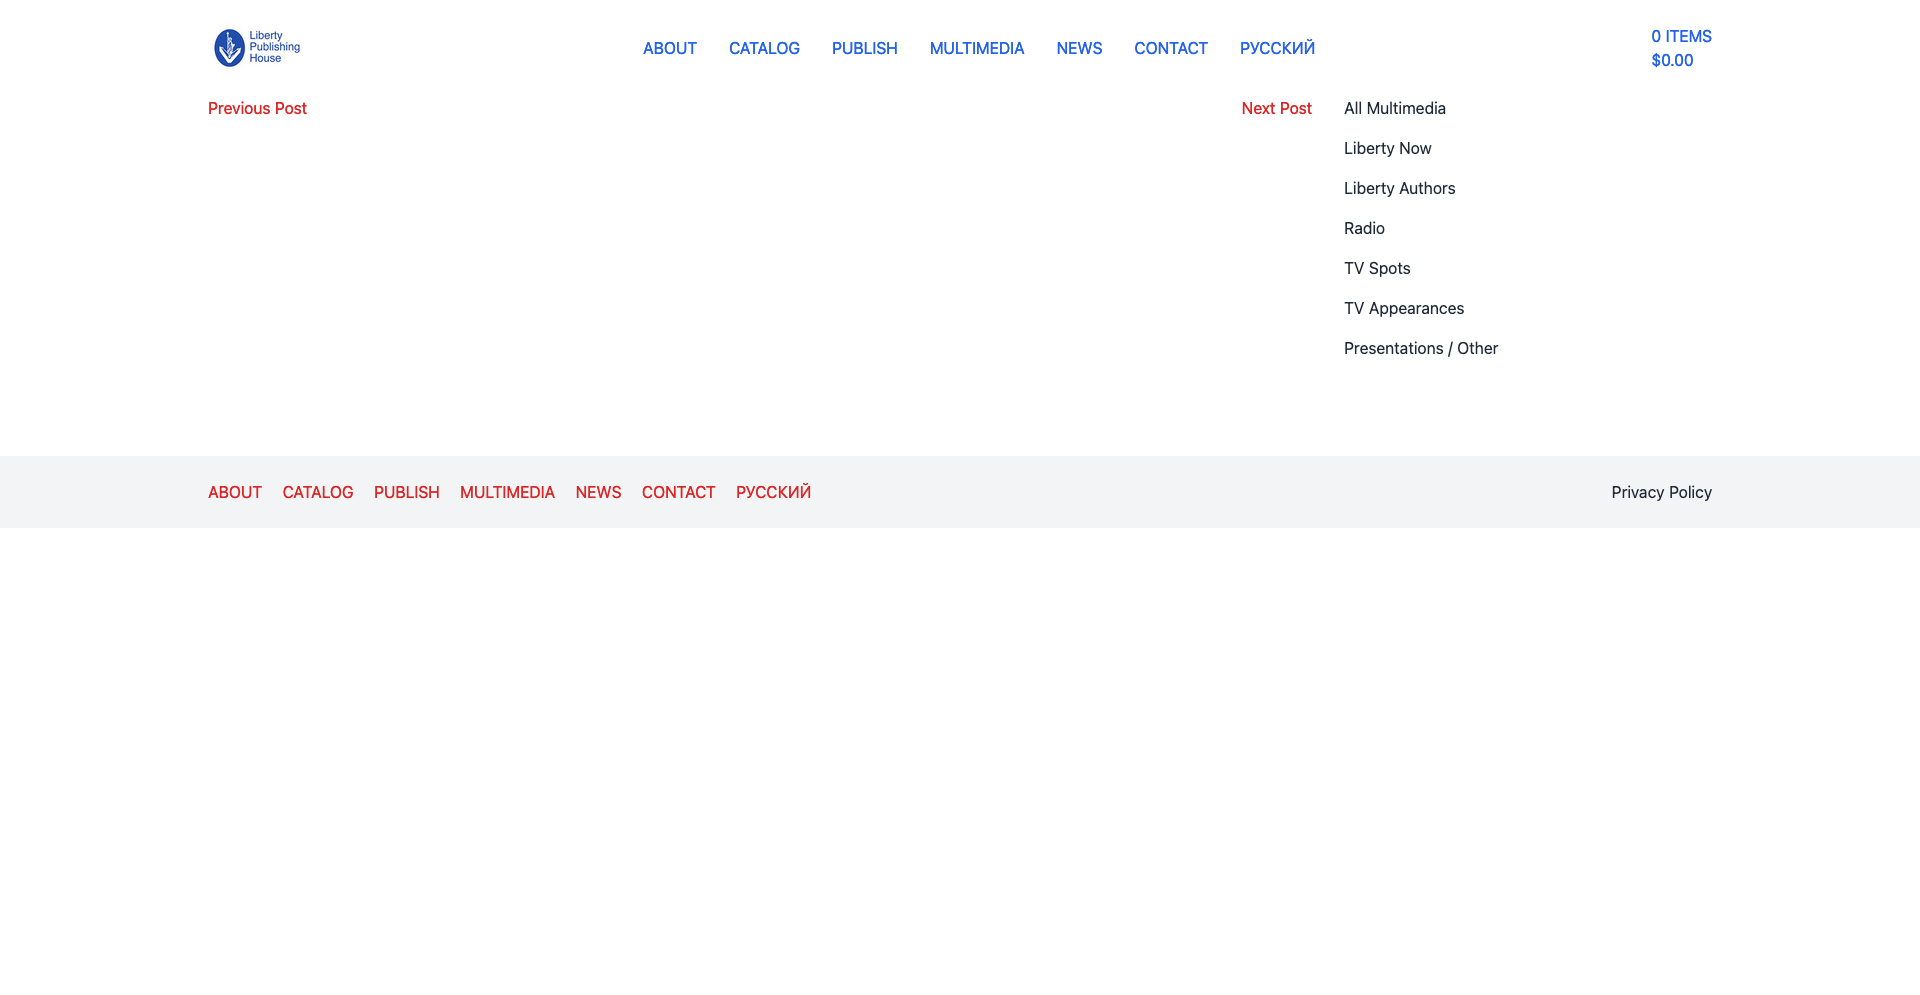 Liberty
Publishing
House
ABOUT CATALOG PUBLISH MULTIMEDIA NEWS CONTACT РУССКИЙ
0 ITEMS
$0.00
Previous Post
Next Post
All Multimedia
Liberty Now
Liberty Authors
Radio
TV Spots
TV Appearances
Presentations / Other
ABOUT CATALOG PUBLISH MULTIMEDIA NEWS CONTACT РУССКИЙ
Privacy Policy